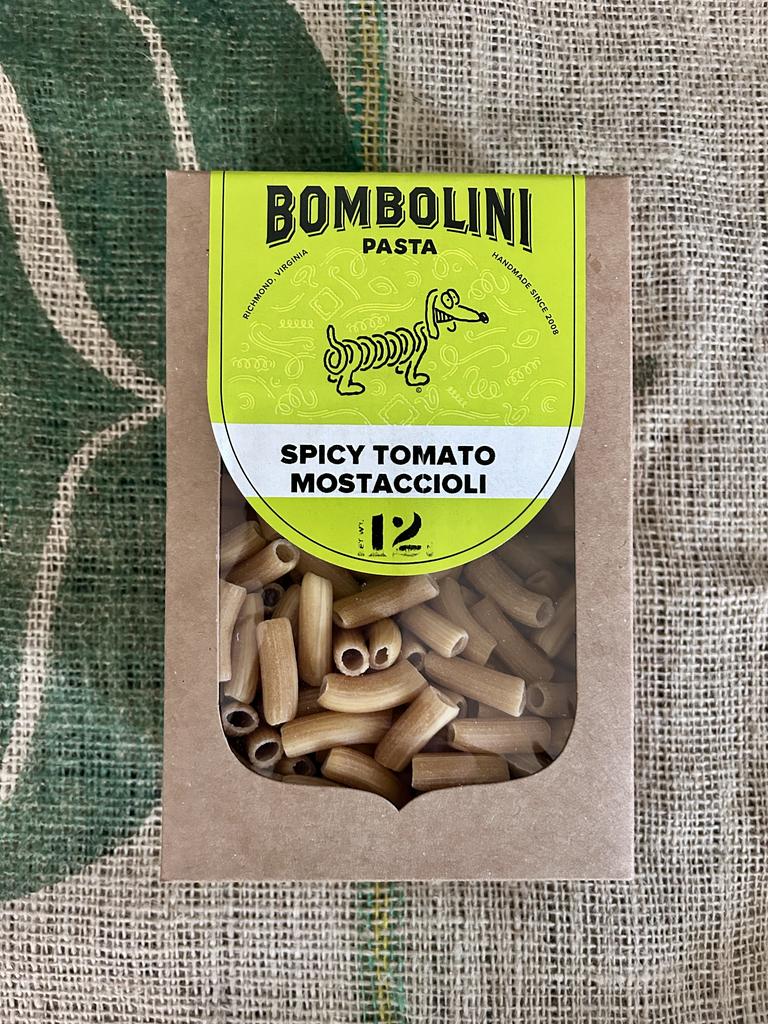 BOMBOLINI
PASTA
RICHMOND, VIRGINIA
HANDMADE SINCE 2008
©
SPICY TOMATO
MOSTACCIOLI
12